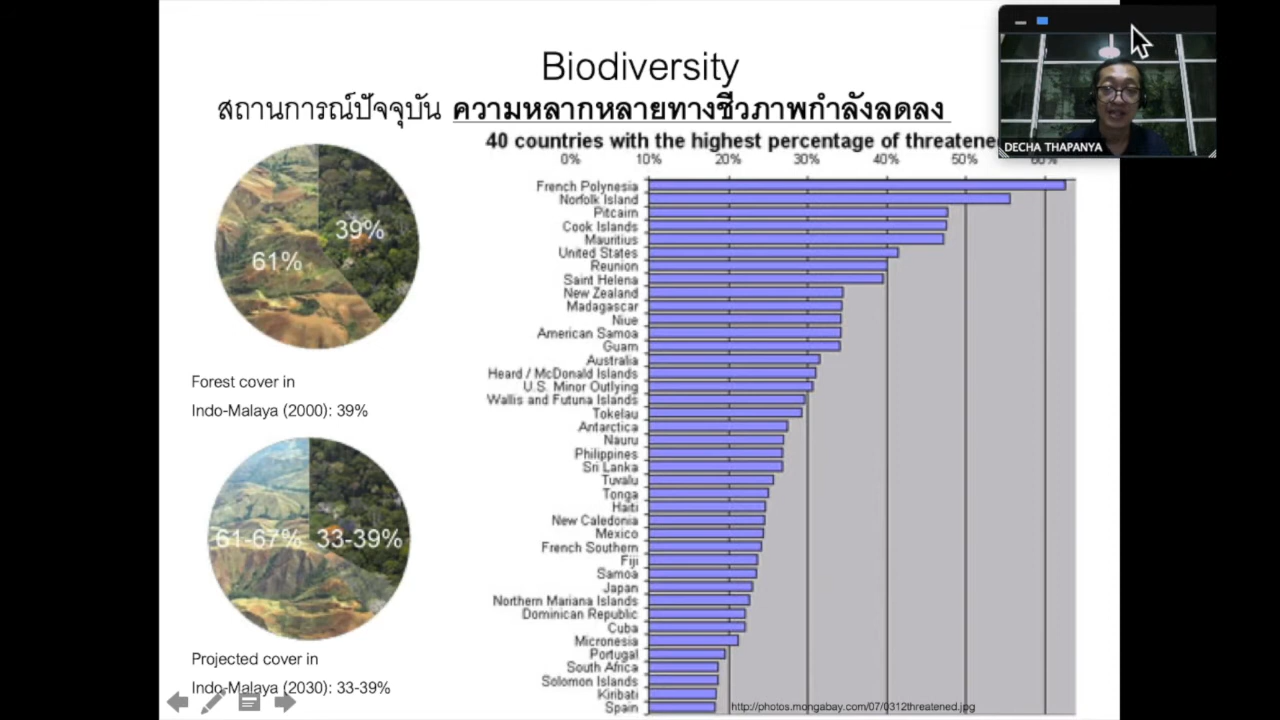 Biodiversity
สถานการณ์ปัจจุบัน ความหลากหลายทางชีวภาพกำลังลดลง
40 countries with the highest percentage of threatene
0% 10% 20% 30% 40% 50% 60%
DECHA THAPANYA
39%
61%
Forest cover in
Indo-Malaya (2000): 39%
61-67% 33-39%
Projected cover in
Indo-Malaya (2030): 33-39%
French Polynesia
Norfolk Island
Pitcairn
Cook Islands
Mauritius
United States
Reunion
Saint Helena
New Zealand
Madagascar
Niue
American Samoa
Guam
Australia
Heard / McDonald Islands
U.S. Minor Outlying
Wallis and Futuna Islands
Tokelau
Antarctica
Nauru
Philippines
Sri Lanka
Tuvalu
Tonga
Haiti
New Caledonia
Mexico
French Southern
Fiji
Samoa
Japan
Northern Mariana Islands
Dominican Republic
Cuba
Micronesia
Portugal
South Africa
Solomon Islands
Kiribati
Spain
http://photos.mongabay.com/07/0312threatened.jpg